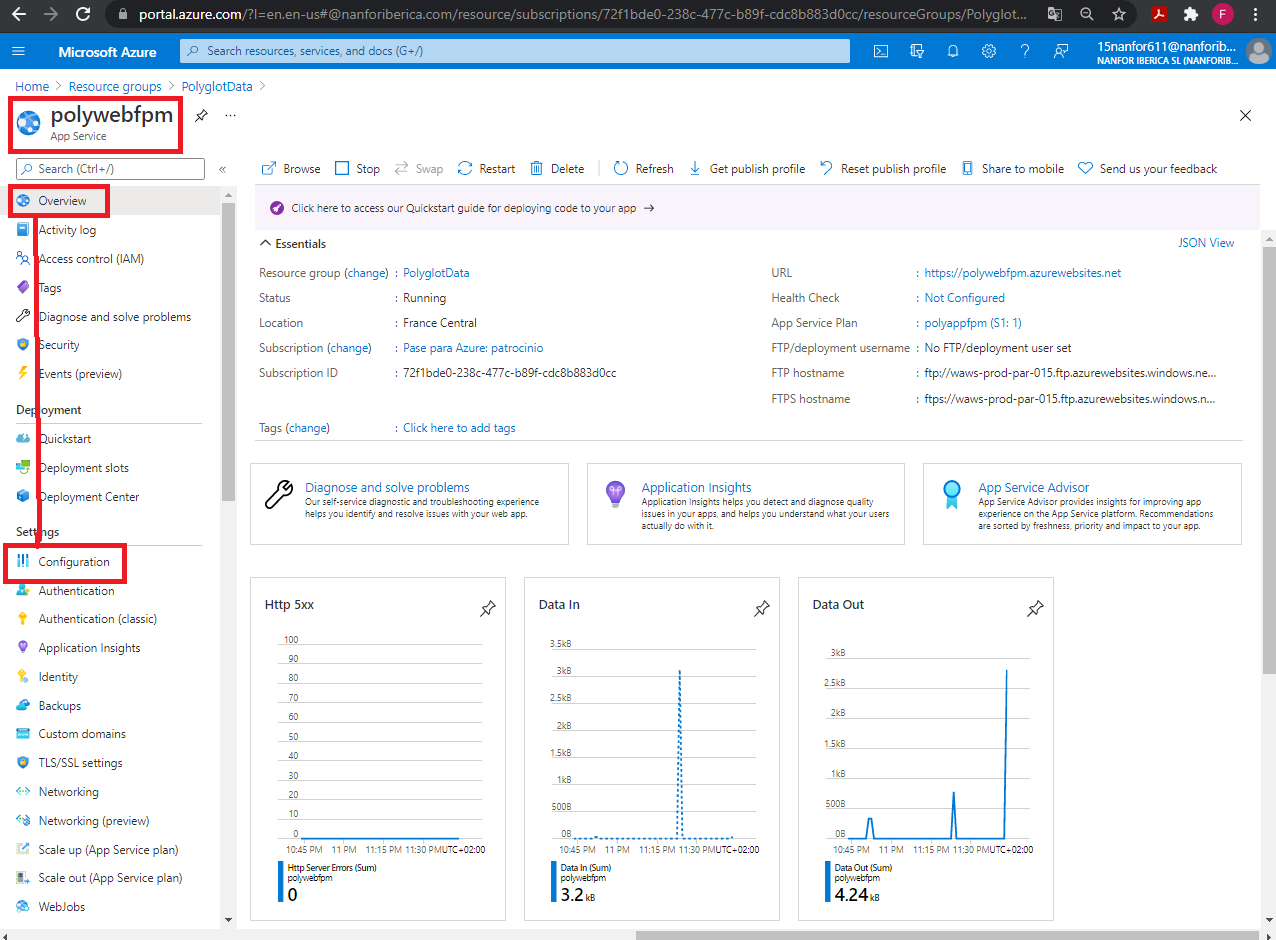 portal.azure.com/?l=en.en-us#@nanforiberica.com/resource/subscriptions/72f1bde0-238c-477c-b89f-cdc8b883d0cc/resourceGroups/Polyglot...
F
Microsoft Azure
Search resources, services, and docs (G+/)
15nanfor611@nanforib...
NANFOR IBERICA SL (NANFORIB...
Home > Resource groups > PolyglotData >
polywebfpm
App Service
Search (Ctrl+/)
«
Browse Stop Swap Restart Delete Refresh Get publish profile Reset publish profile Share to mobile Send us your feedback
Overview
Activity log
Access control (IAM)
Tags
Diagnose and solve problems
Security
Events (preview)
Deployment
Quickstart
Deployment slots
Deployment Center
Settings
Configuration
Authentication
Authentication (classic)
Application Insights
Identity
Backups
Custom domains
TLS/SSL settings
Networking
Networking (preview)
Scale up (App Service plan)
Scale out (App Service plan)
WebJobs
Click here to access our Quickstart guide for deploying code to your app →
Essentials
JSON View
Resource group (change) : PolyglotData
Status : Running
Location : France Central
Subscription (change) : Pase para Azure: patrocinio
Subscription ID : 72f1bde0-238c-477c-b89f-cdc8b883d0cc
URL : https://polywebfpm.azurewebsites.net
Health Check : Not Configured
App Service Plan : polyappfpm (S1: 1)
FTP/deployment username : No FTP/deployment user set
FTP hostname : ftp://waws-prod-par-015.ftp.azurewebsites.windows.ne...
FTPS hostname : ftps://waws-prod-par-015.ftp.azurewebsites.windows.n...
Tags (change) : Click here to add tags
Diagnose and solve problems
Our self-service diagnostic and troubleshooting experience
helps you identify and resolve issues with your web app.
Application Insights
Application Insights helps you detect and diagnose quality
issues in your apps, and helps you understand what your users
actually do with it.
App Service Advisor
App Service Advisor provides insights for improving app
experience on the App Service platform. Recommendations
are sorted by freshness, priority and impact to your app.
Http 5xx
100
90
80
70
60
50
40
30
20
10
0
10:45 PM 11 PM 11:15 PM 11:30 PM UTC+02:00
Http Server Errors (Sum)
polywebfpm
0
Data In
3.5kB
3kB
2.5kB
2kB
1.5kB
1kB
500B
0B
10:45 PM 11 PM 11:15 PM 11:30 PM UTC+02:00
Data In (Sum)
polywebfpm
3.2 kB
Data Out
3kB
2.5kB
2kB
1.5kB
1kB
500B
0B
10:45 PM 11 PM 11:15 PM 11:30 PM UTC+02:00
Data Out (Sum)
polywebfpm
4.24 kB